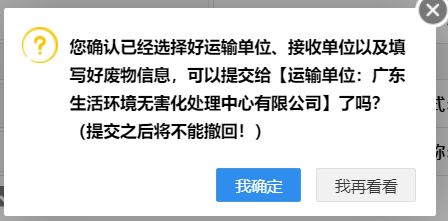 您确认已经选择好运输单位、接收单位以及填
写好废物信息，可以提交给【运输单位：广东
生活环境无害化处理中心有限公司】了吗？
（提交之后将不能撤回！）
我确定
我再看看